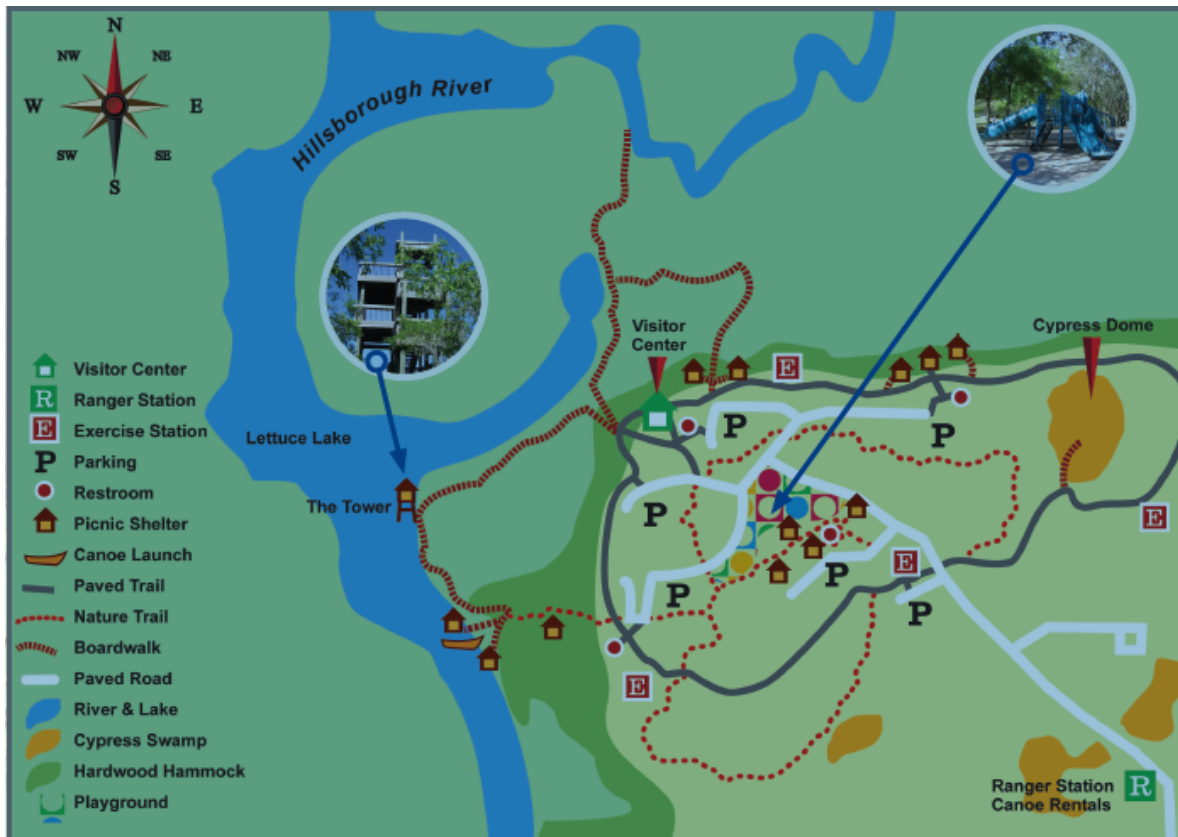 N
NW
NE
W
E
SW
SE
S
Hillsborough River
Visitor
Center
Cypress Dome
Lettuce Lake
The Tower
E
E
E
E
P
P
P
P
P
P
Visitor Center
R
Ranger Station
E
Exercise Station
P
Parking
Restroom
Picnic Shelter
Canoe Launch
Paved Trail
Nature Trail
Boardwalk
Paved Road
River & Lake
Cypress Swamp
Hardwood Hammock
Playground
Ranger Station
Canoe Rentals
R